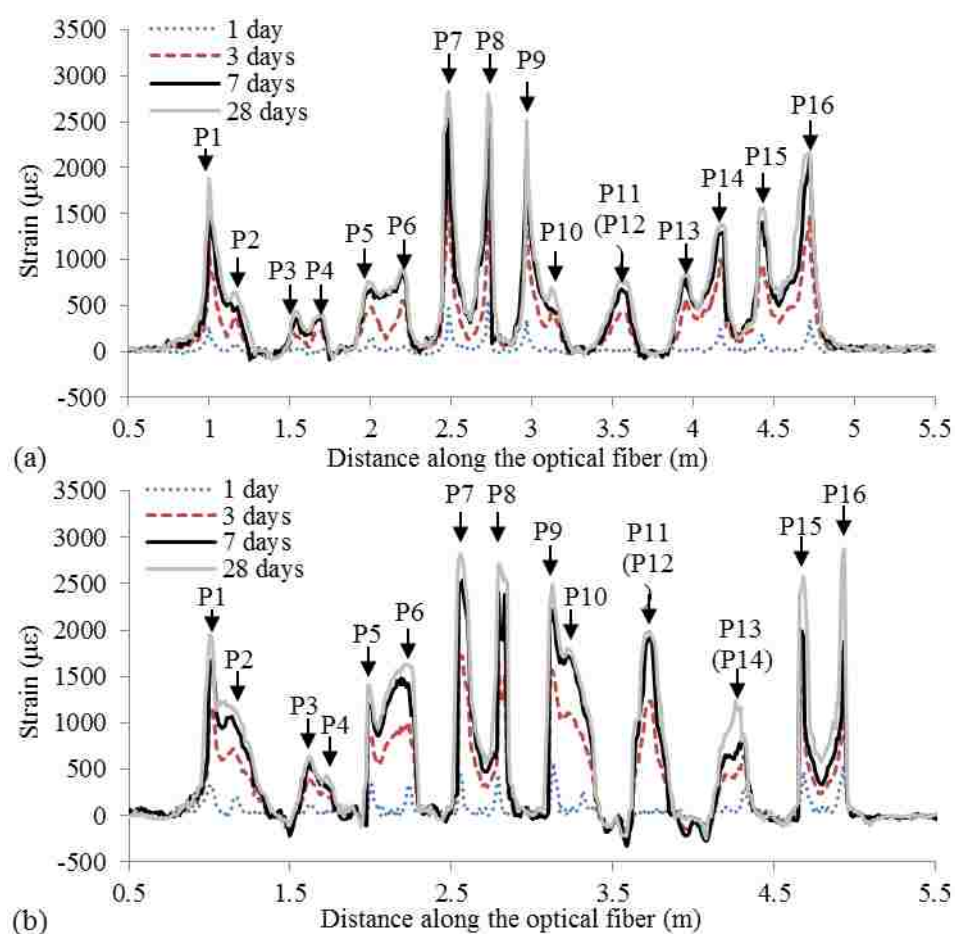 3500
3000
2500
2000
1500
1000
500
0
-500
Strain (με)
1 day
3 days
7 days
28 days
P1
P2
P3
P4
P5
P6
P7
P8
P9
P10
P11
(P12
)
P13
P14
P15
P16
0.5 1 1.5 2 2.5 3 3.5 4 4.5 5 5.5
Distance along the optical fiber (m)
(a)
3500
3000
2500
2000
1500
1000
500
0
-500
Strain (με)
1 day
3 days
7 days
28 days
P1
P2
P3
P4
P5
P6
P7
P8
P9
P10
P11
(P12
)
P13
(P14)
P15
P16
0.5 1.5 2.5 3.5 4.5 5.5
Distance along the optical fiber (m)
(b)